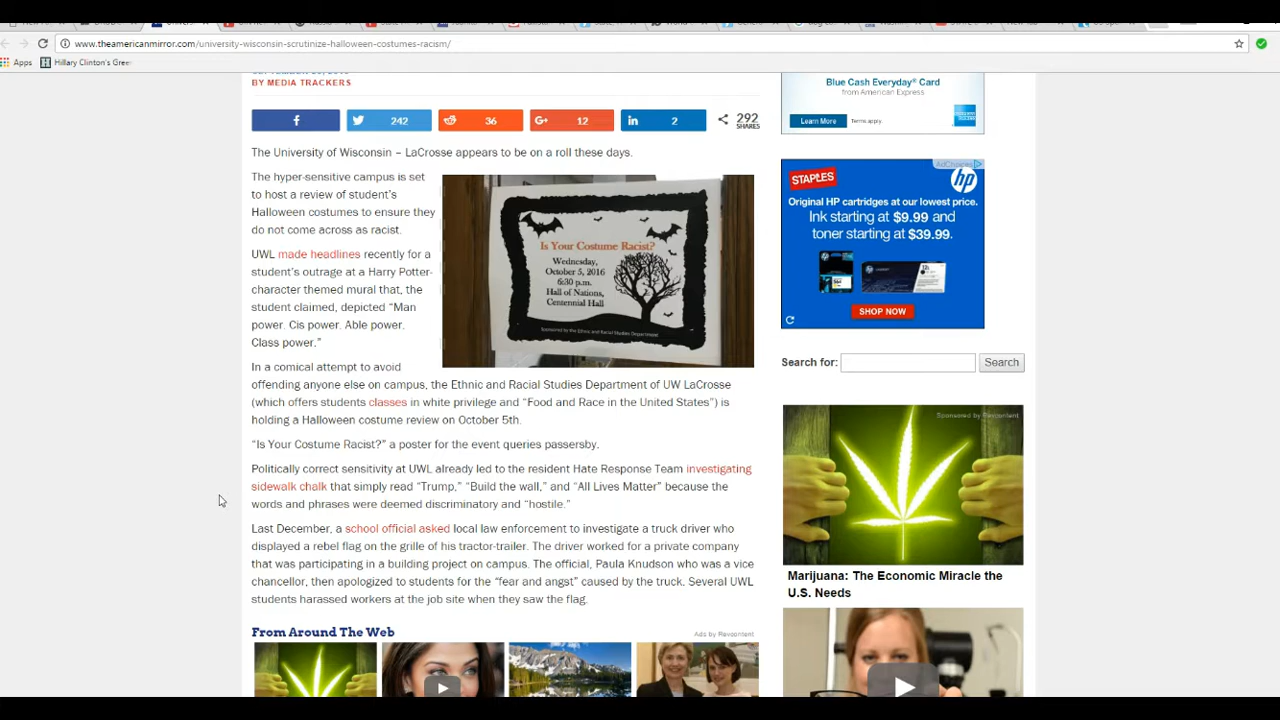 www.theamericanmirror.com/university-wisconsin-scrutinize-halloween-costumes-racism/
Apps
Hillary Clinton's Gree
BY MEDIA TRACKERS
242
36
12
2
292
SHARES
The University of Wisconsin – LaCrosse appears to be on a roll these days.
The hyper-sensitive campus is set
to host a review of student's
Halloween costumes to ensure they
do not come across as racist.
UWL made headlines recently for a
student's outrage at a Harry Potter-
character themed mural that, the
student claimed, depicted “Man
power. Cis power. Able power.
Class power.”
In a comical attempt to avoid
offending anyone else on campus, the Ethnic and Racial Studies Department of UW LaCrosse
(which offers students classes in white privilege and “Food and Race in the United States”) is
holding a Halloween costume review on October 5th.
“Is Your Costume Racist?” a poster for the event queries passersby.
Politically correct sensitivity at UWL already led to the resident Hate Response Team investigating
sidewalk chalk that simply read “Trump,” “Build the wall,” and “All Lives Matter” because the
words and phrases were deemed discriminatory and “hostile.”
Last December, a school official asked local law enforcement to investigate a truck driver who
displayed a rebel flag on the grille of his tractor-trailer. The driver worked for a private company
that was participating in a building project on campus. The official, Paula Knudson who was a vice
chancellor, then apologized to students for the “fear and angst” caused by the truck. Several UWL
students harassed workers at the job site when they saw the flag.
Is Your Costume Racist?
Wednesday,
October 5, 2016
6:30 p.m.
Hall of Nations,
Centennial Hall
Sponsored by the Ethnic and Racial Studies Department
From Around The Web
Ads by Revcontent
Blue Cash Everyday® Card
from American Express
Learn More
Terms apply
AdChoices
STAPLES
hp
Original HP cartridges at our lowest price.
Ink starting at $9.99 and
toner starting at $39.99.
SHOP NOW
Search for:
Search
Sponsored by Revcontent
Marijuana: The Economic Miracle the
U.S. Needs